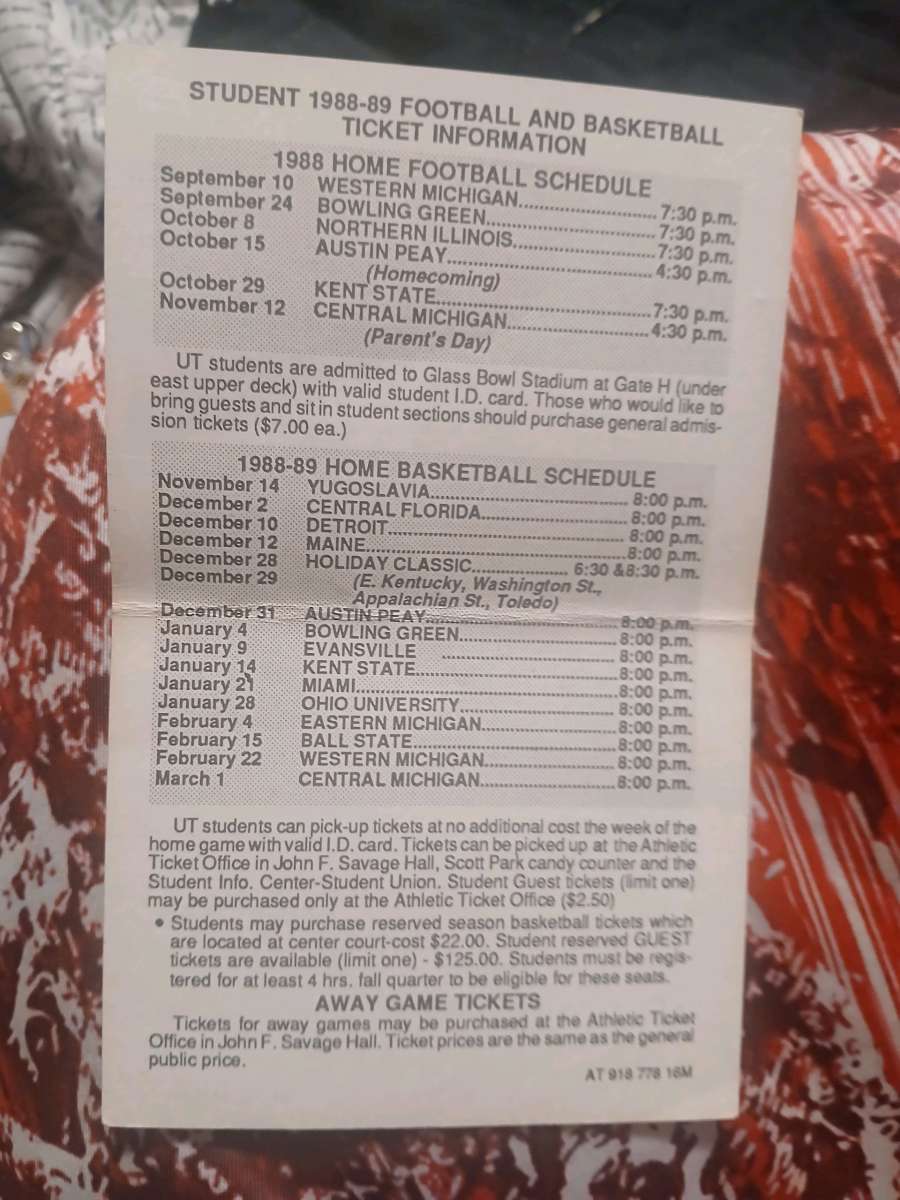 STUDENT 1988-89 FOOTBALL AND BASKETBALL
TICKET INFORMATION
1988 HOME FOOTBALL SCHEDULE
September 10 WESTERN MICHIGAN.............................. 7:30 p.m.
September 24 BOWLING GREEN.................................... 7:30 p.m.
October 8 NORTHERN ILLINOIS...............................7:30 p.m.
October 15 AUSTIN PEAY............................................ 4:30 p.m.
(Homecoming)
October 29 KENT STATE..............................................7:30 p.m.
November 12 CENTRAL MICHIGAN..............................4:30 p.m.
(Parent's Day)
UT students are admitted to Glass Bowl Stadium at Gate H (under
east upper deck) with valid student I.D. card. Those who would like to
bring guests and sit in student sections should purchase general admis-
sion tickets ($7.00 ea.)
1988-89 HOME BASKETBALL SCHEDULE
November 14 YUGOSLAVIA.......................................... 8:00 p.m.
December 2 CENTRAL FLORIDA................................ 8:00 p.m.
December 10 DETROIT.................................................. 8:00 p.m.
December 12 MAINE.......................................................8:00 p.m.
December 28 HOLIDAY CLASSIC.................... 6:30 &8:30 p.m.
December 29 (E. Kentucky, Washington St.,
Appalachian St., Toledo)
December 31 AUSTIN PEAY.......................................... 8:00 p.m.
January 4 BOWLING GREEN.................................. 8:00 p.m.
January 9 EVANSVILLE ..................................... 8:00 p.m.
January 14 KENT STATE...........................................8:00 p.m.
January 21 MIAMI........................................................8:00 p.m.
January 28 OHIO UNIVERSITY.................................. 8:00 p.m.
February 4 EASTERN MICHIGAN..............................8:00 p.m.
February 15 BALL STATE............................................8:00 p.m.
February 22 WESTERN MICHIGAN............................. 8:00 p.m.
March 1 CENTRAL MICHIGAN..............................8:00 p.m.
UT students can pick-up tickets at no additional cost the week of the
home game with valid I.D. card. Tickets can be picked up at the Athletic
Ticket Office in John F. Savage Hall, Scott Park candy counter and the
Student Info. Center-Student Union. Student Guest tickets (limit one)
may be purchased only at the Athletic Ticket Office ($2.50)
• Students may purchase reserved season basketball tickets which
are located at center court-cost $22.00. Student reserved GUEST
tickets are available (limit one) - $125.00. Students must be regis-
tered for at least 4 hrs. fall quarter to be eligible for these seats.
AWAY GAME TICKETS
Tickets for away games may be purchased at the Athletic Ticket
Office in John F. Savage Hall. Ticket prices are the same as the general
public price.
AT 918 778 16M